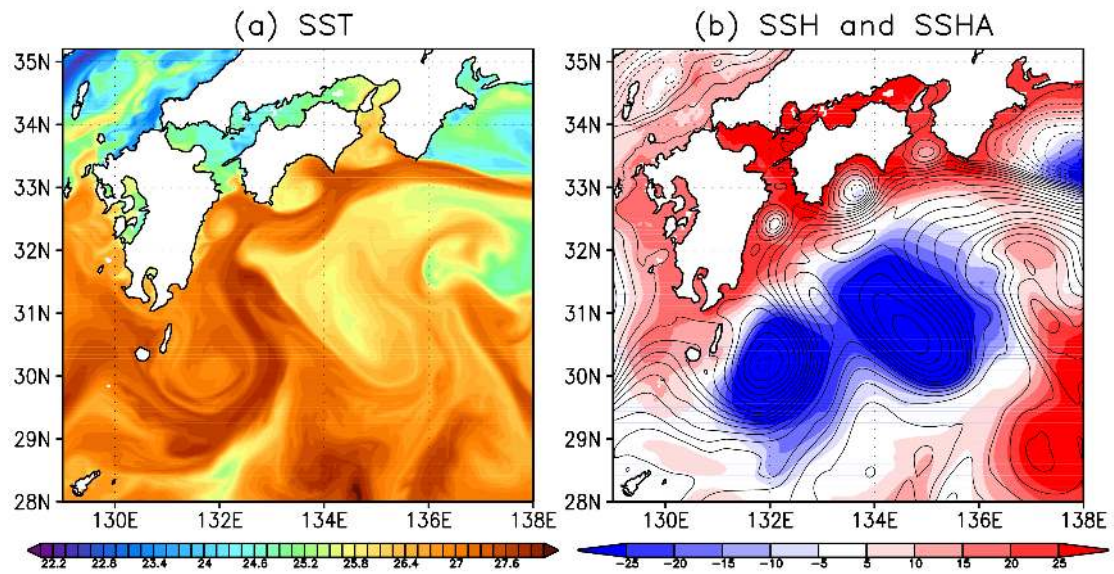 (a) SST
(b) SSH and SSHA
35N
34N
33N
32N
31N
30N
29N
28N
130E
132E
134E
136E
138E
35N
34N
33N
32N
31N
30N
29N
28N
130E
132E
134E
136E
138E
22.2 22.8 23.4 24 24.6 25.2 25.8 26.4 27 27.6
-25 -20 -15 -10 -5 5 10 15 20 25